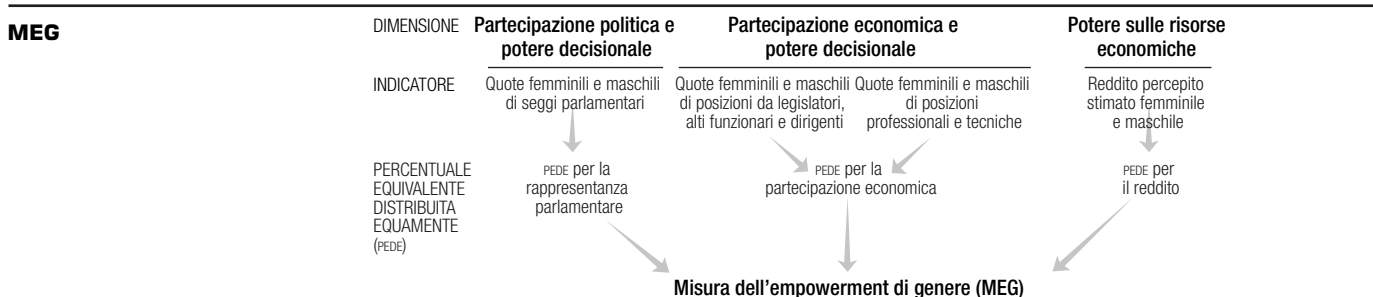 MEG
DIMENSIONE
Partecipazione politica e
potere decisionale
Partecipazione economica e
potere decisionale
Potere sulle risorse
economiche
INDICATORE
Quote femminili e maschili
di seggi parlamentari
Quote femminili e maschili
di posizioni da legislatori,
alti funzionari e dirigenti
Quote femminili e maschili
di posizioni
professionali e tecniche
Reddito percepito
stimato femminile
e maschile
PERCENTUALE
EQUIVALENTE
DISTRIBUITA
EQUAMENTE
(PEDE)
PEDE per la
rappresentanza
parlamentare
PEDE per la
partecipazione economica
PEDE per
il reddito
Misura dell'empowerment di genere (MEG)